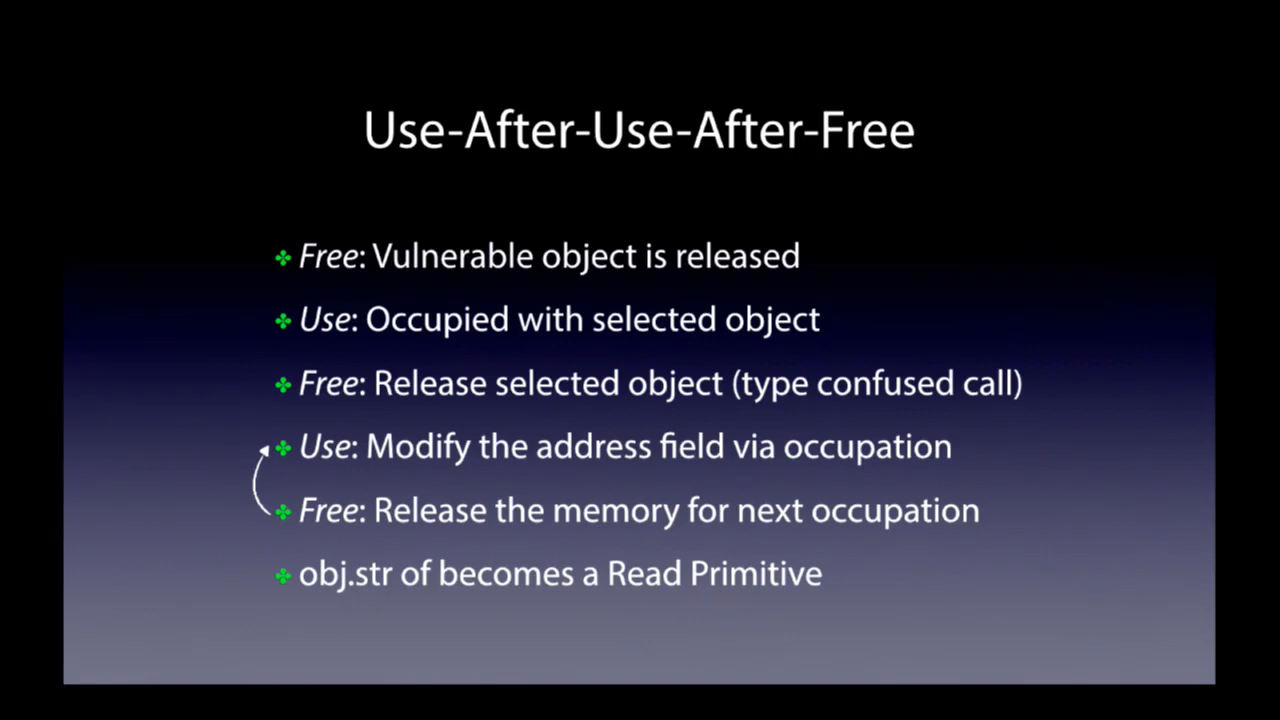 Use-After-Use-After-Free
Free: Vulnerable object is released
Use: Occupied with selected object
Free: Release selected object (type confused call)
Use: Modify the address field via occupation
Free: Release the memory for next occupation
obj.str of becomes a Read Primitive